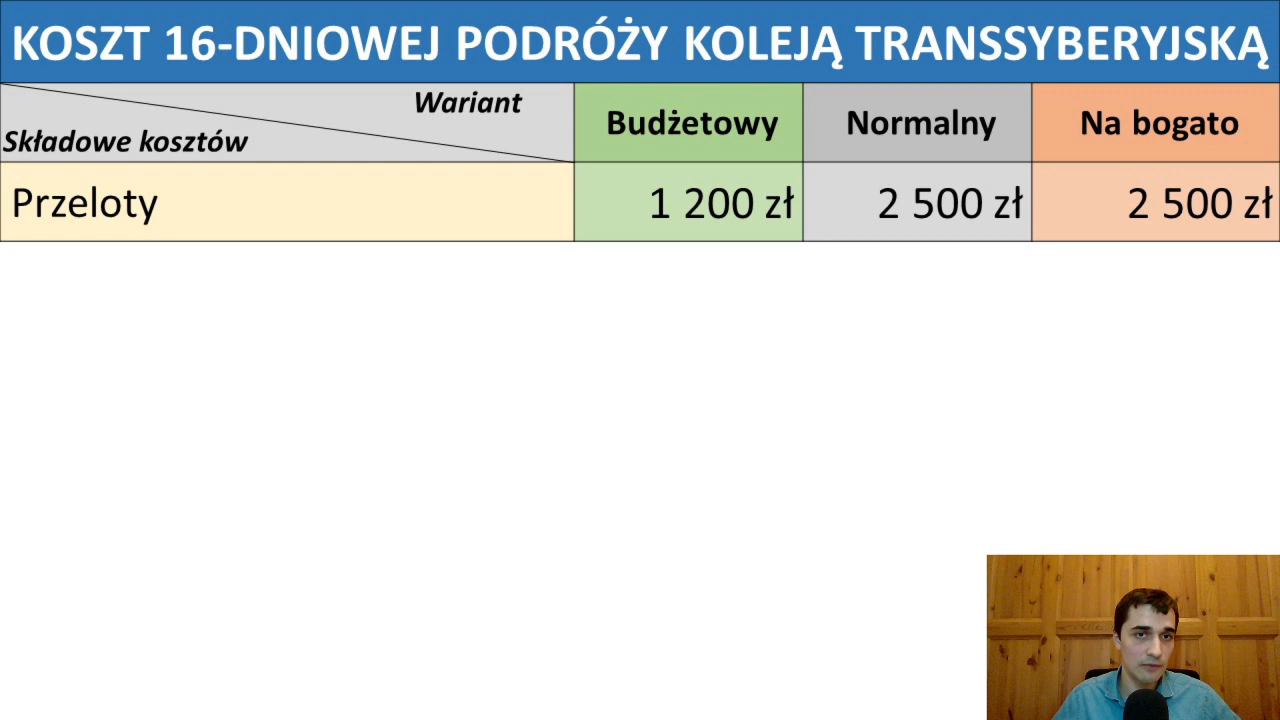 KOSZT 16-DNIOWEJ PODRÓŻY KOLEJĄ TRANSSYBERYJSKĄ
Wariant
Składowe kosztów
Budżetowy
Normalny
Na bogato
Przeloty
1 200 zł
2 500 zł
2 500 zł